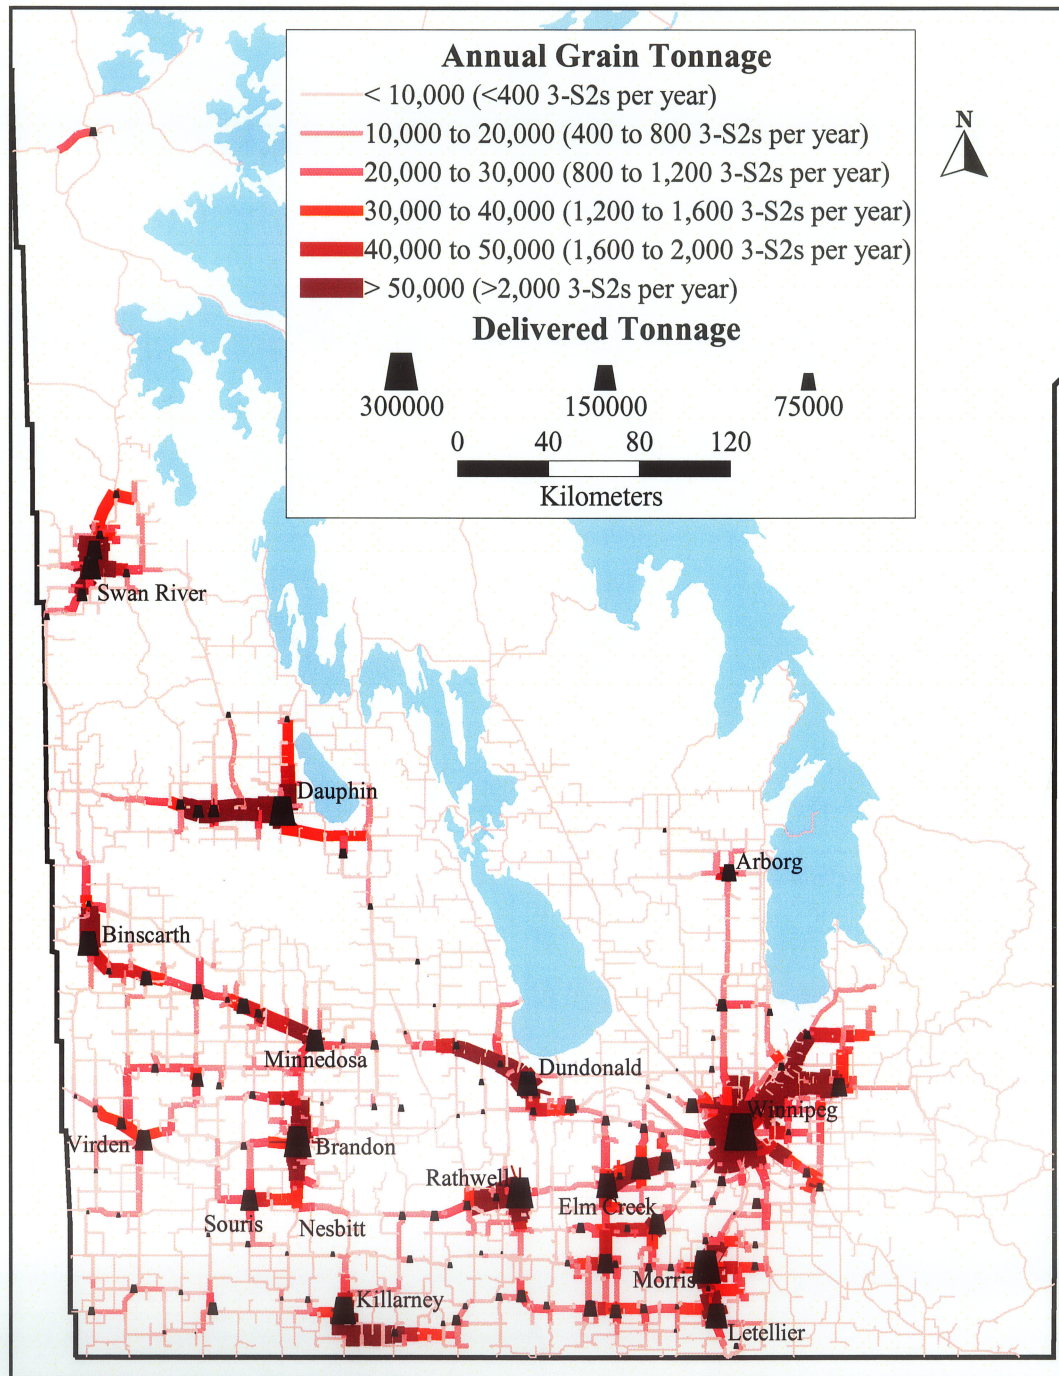 Annual Grain Tonnage
< 10,000 (<400 3-S2s per year)
10,000 to 20,000 (400 to 800 3-S2s per year)
20,000 to 30,000 (800 to 1,200 3-S2s per year)
30,000 to 40,000 (1,200 to 1,600 3-S2s per year)
40,000 to 50,000 (1,600 to 2,000 3-S2s per year)
> 50,000 (>2,000 3-S2s per year)
Delivered Tonnage
300000 150000 75000
0 40 80 120
Kilometers
N
Swan River
Dauphin
Arborg
Binscarth
Minnedosa
Dundonald
Winnipeg
Virden
Brandon
Rathwell
Elm Creek
Souris
Nesbitt
Morris
Killarney
Letellier